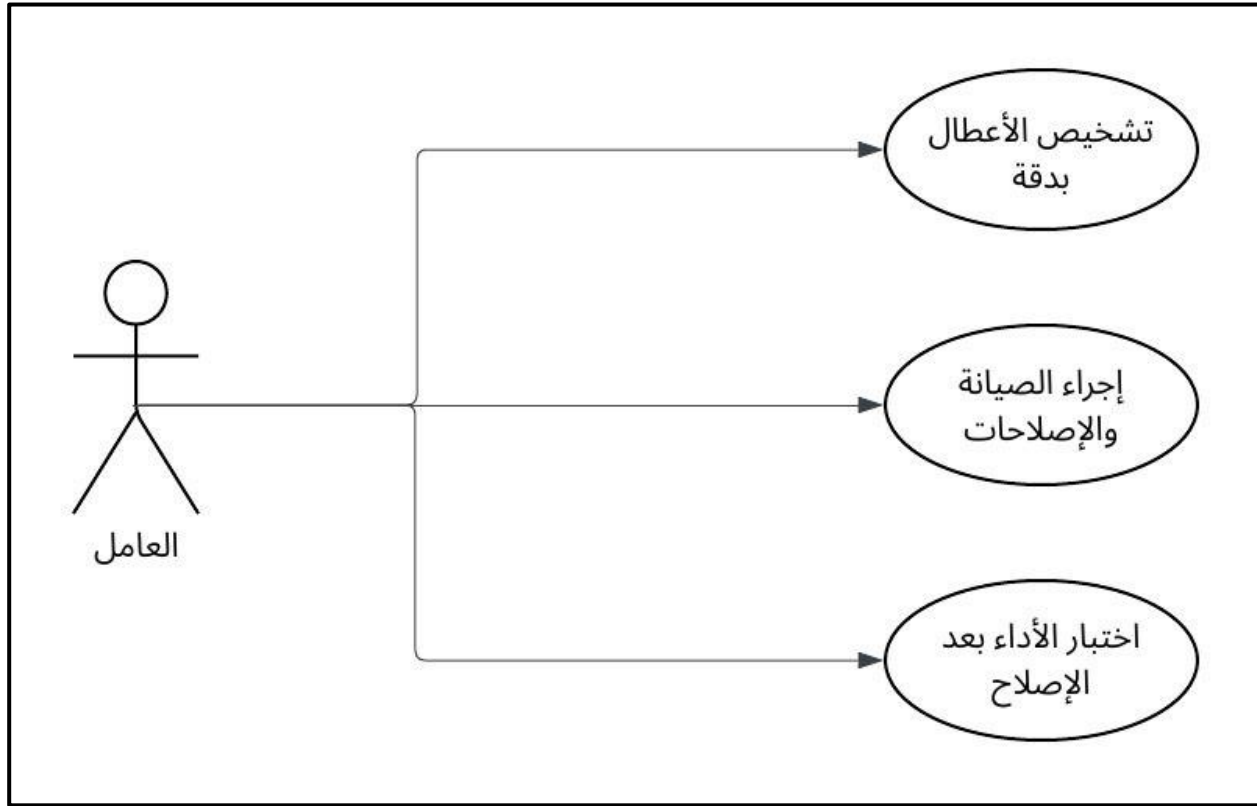 تشخيص الأعطال
بدقة
إجراء الصيانة
والإصلاحات
العامل
اختبار الأداء بعد
الإصلاح